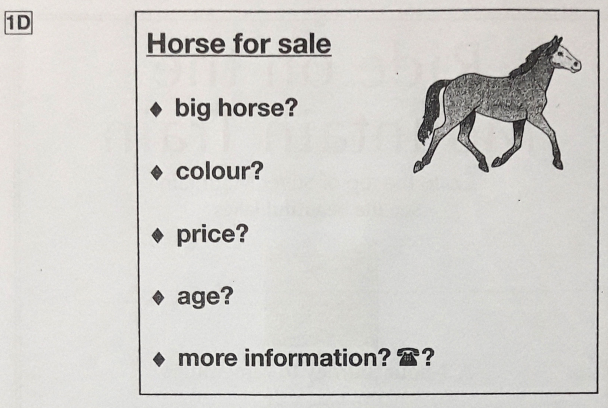 1D
Horse for sale
♦ big horse?
♦ colour?
♦ price?
♦ age?
♦ more information? ☎?